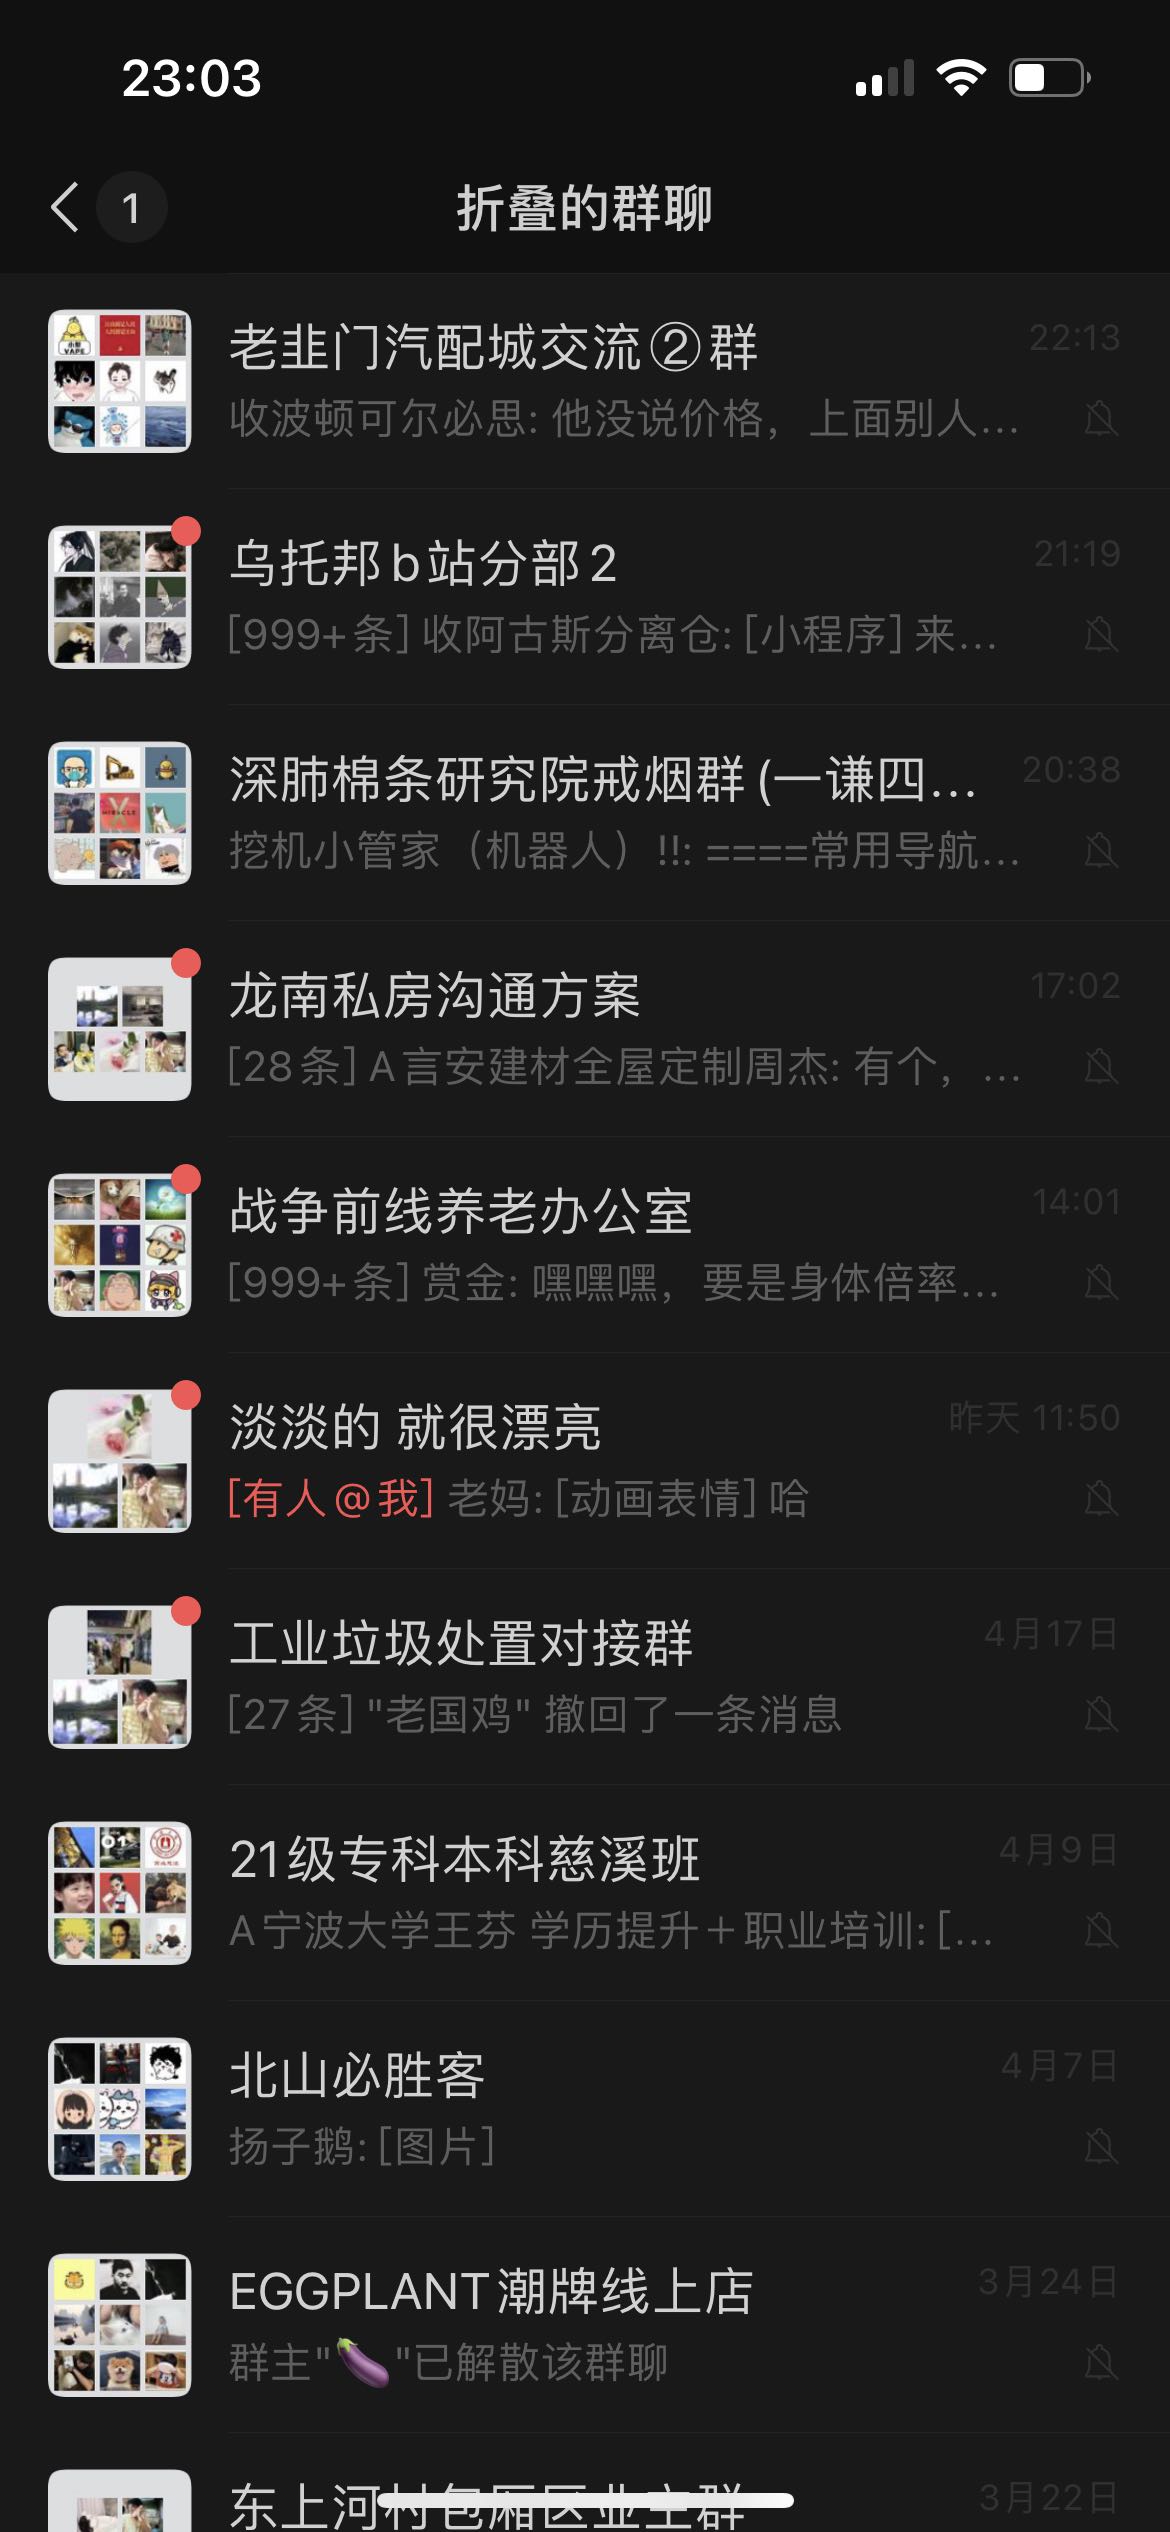 23:03
1
折叠的群聊
老韭门汽配城交流②群
22:13
收波顿可尔必思: 他没说价格，上面别人...
乌托邦b站分部2
21:19
[999+条] 收阿古斯分离仓: [小程序] 来...
深肺棉条研究院戒烟群 (一谦四...
20:38
挖机小管家（机器人）!!: ====常用导航...
龙南私房沟通方案
17:02
[28条] A言安建材全屋定制周杰: 有个，...
战争前线养老办公室
14:01
[999+条] 赏金: 嘿嘿嘿，要是身体倍率...
淡淡的 就很漂亮
昨天 11:50
[有人@我] 老妈: [动画表情] 哈
工业垃圾处置对接群
4月17日
[27条] "老国鸡" 撤回了一条消息
21级专科本科慈溪班
4月9日
A宁波大学王芬 学历提升＋职业培训: [...
北山必胜客
4月7日
扬子鹅: [图片]
EGGPLANT潮牌线上店
3月24日
群主"🍆"已解散该群聊
东上河村包厢区业主群
3月22日